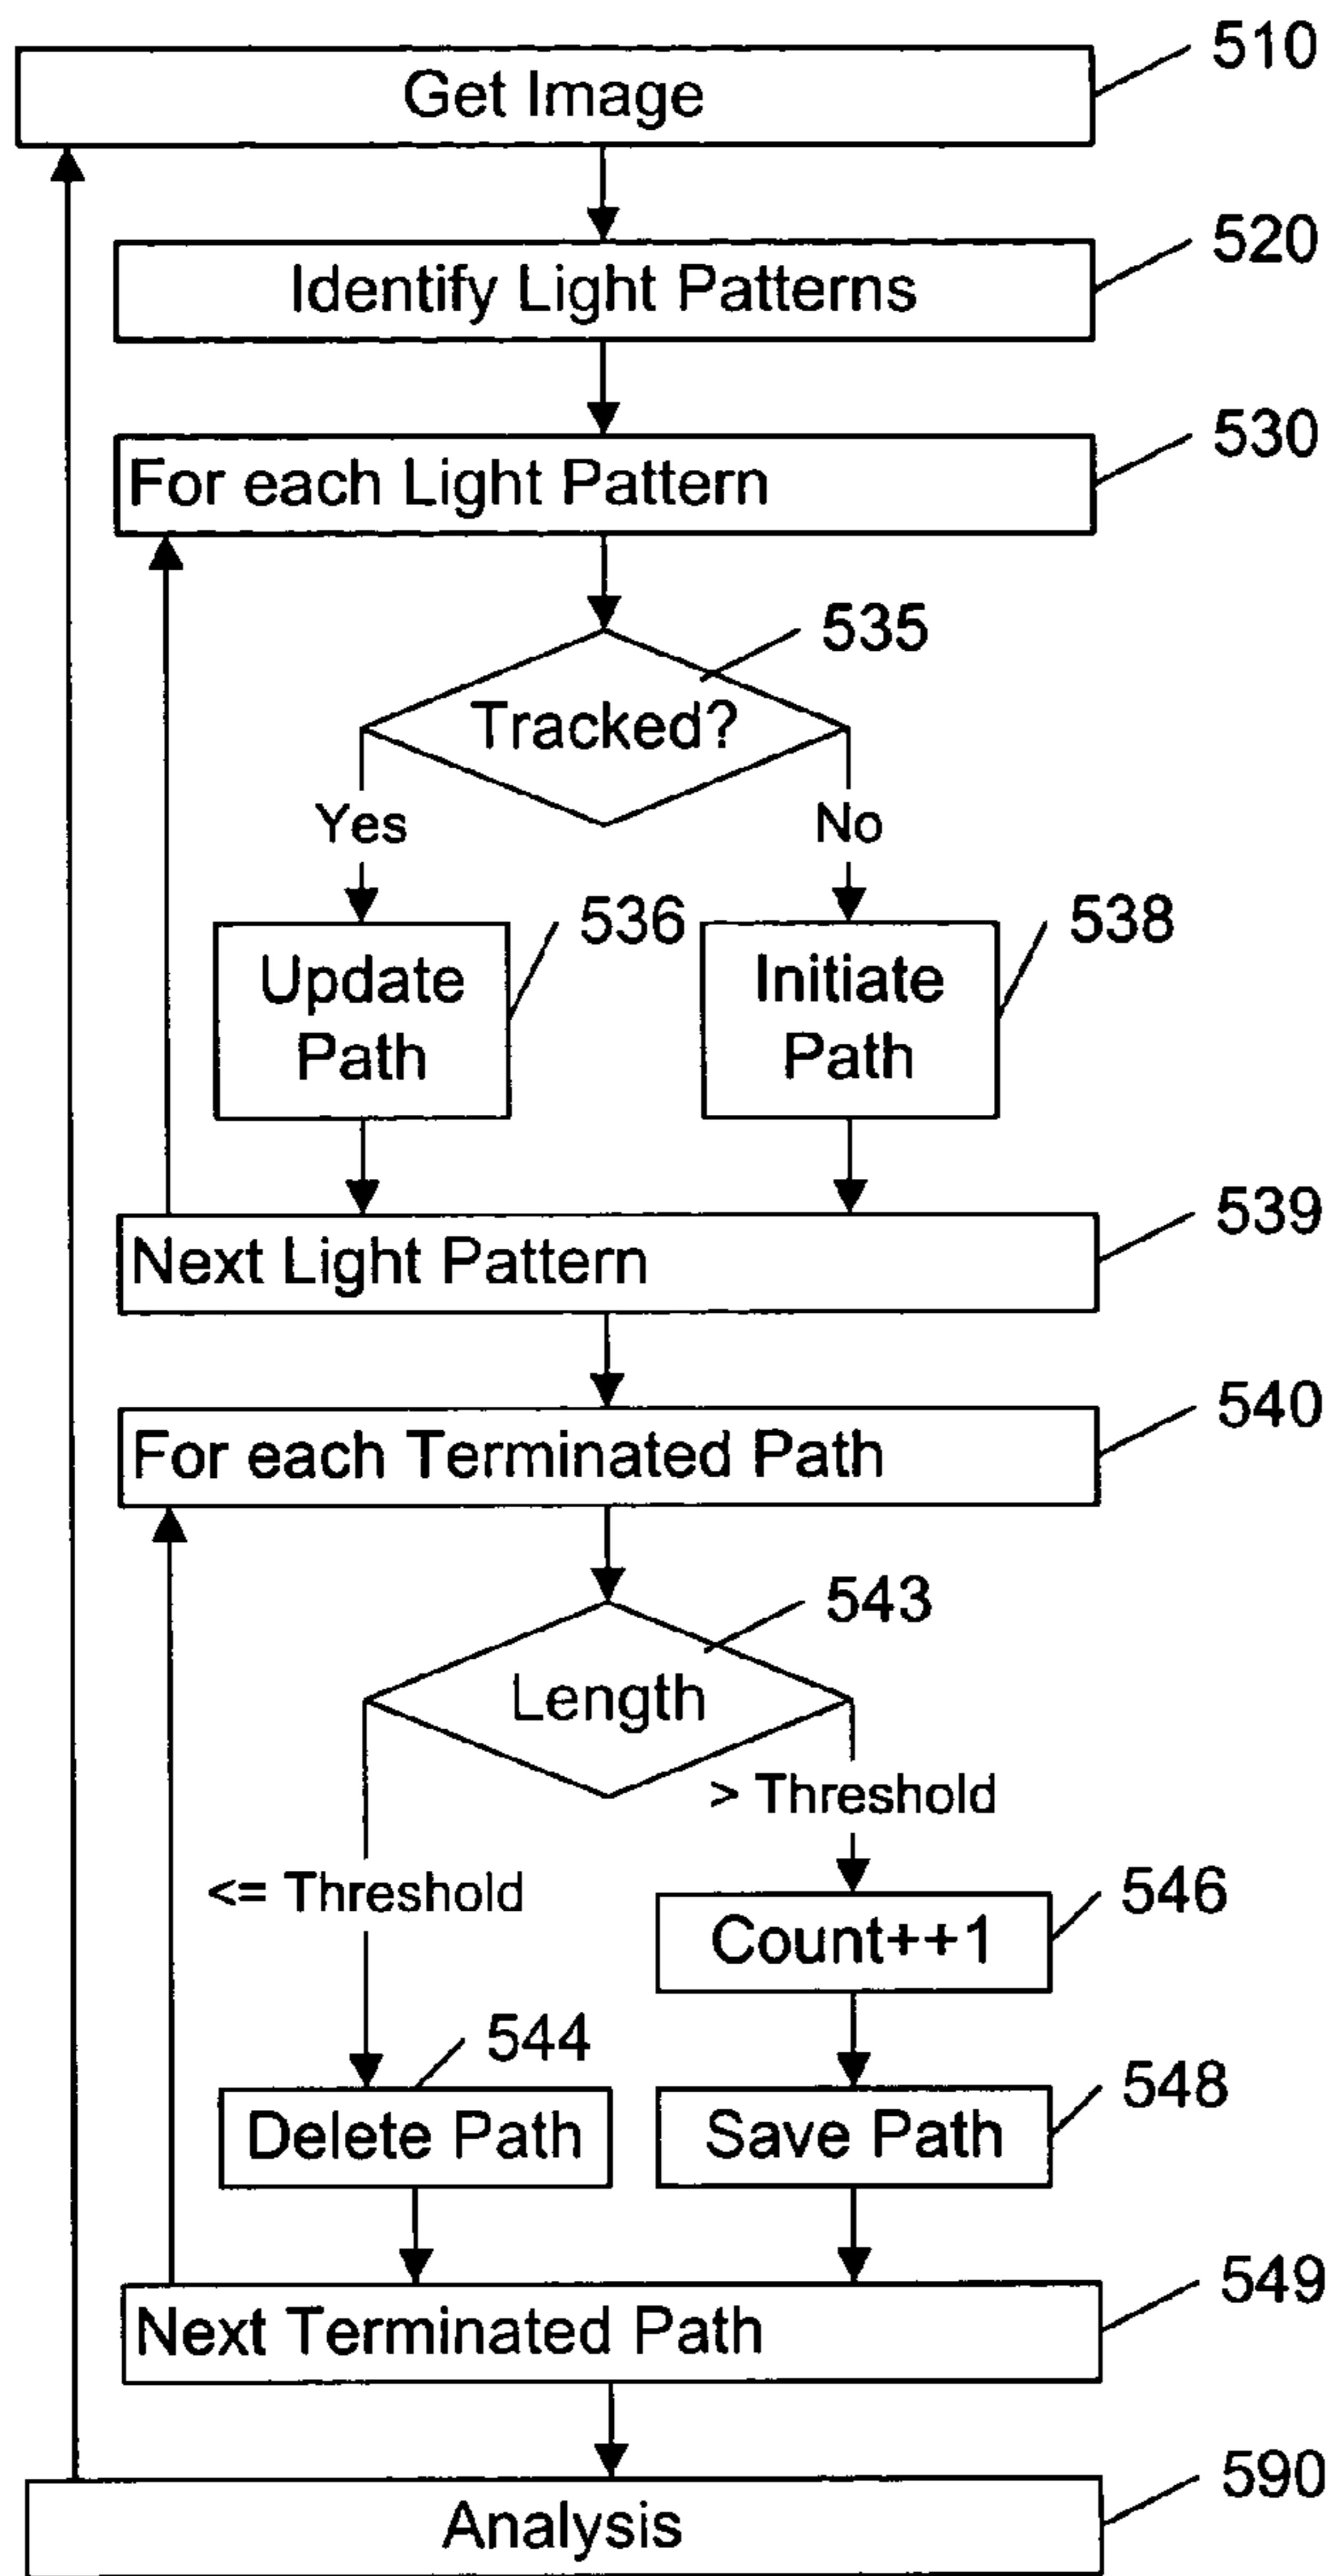 510
Get Image
520
Identify Light Patterns
530
For each Light Pattern
535
Tracked?
Yes
No
536
538
Update
Path
Initiate
Path
539
Next Light Pattern
540
For each Terminated Path
543
Length
> Threshold
<= Threshold
546
Count++1
544
548
Delete Path
Save Path
549
Next Terminated Path
590
Analysis